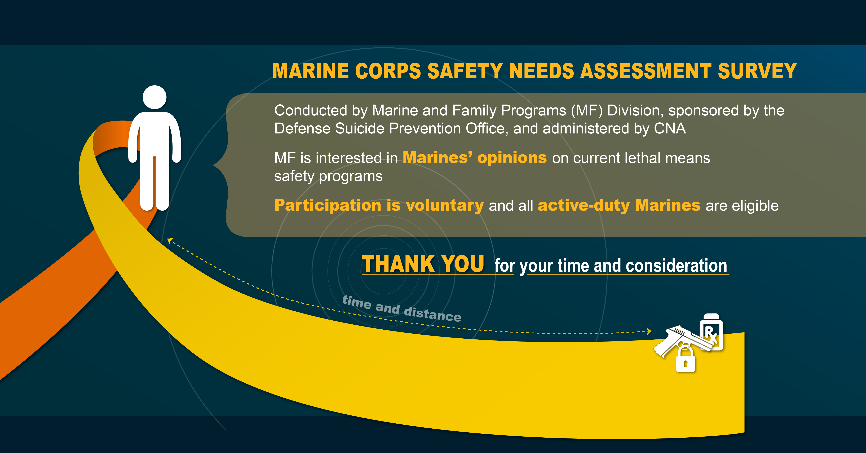 MARINE CORPS SAFETY NEEDS ASSESSMENT SURVEY
Conducted by Marine and Family Programs (MF) Division, sponsored by the
Defense Suicide Prevention Office, and administered by CNA
MF is interested in Marines' opinions on current lethal means
safety programs
Participation is voluntary and all active-duty Marines are eligible
THANK YOU for your time and consideration
time and distance
Rx